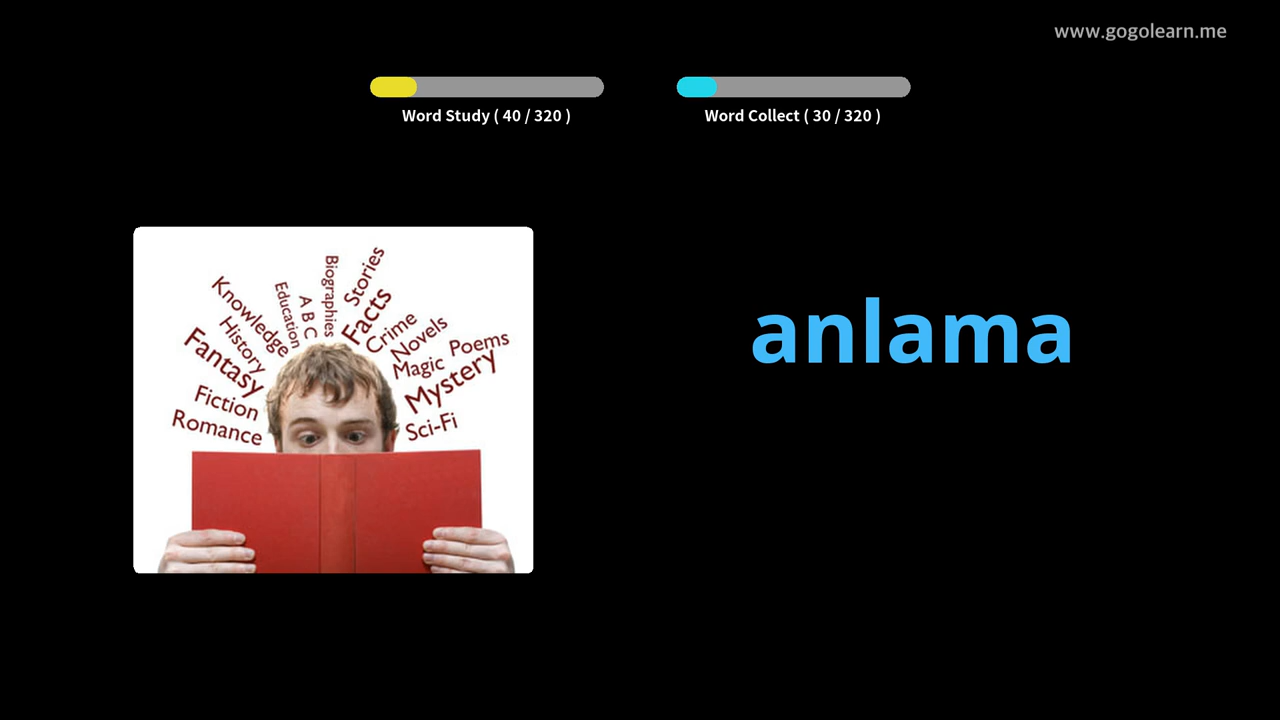 www.gogolearn.me
Word Study ( 40 / 320 )
Word Collect ( 30 / 320 )
anlama
Biographies
Stories
Education
A B C
Facts
Knowledge
Crime
History
Novels
Fantasy
Magic
Poems
Mystery
Fiction
Sci-Fi
Romance